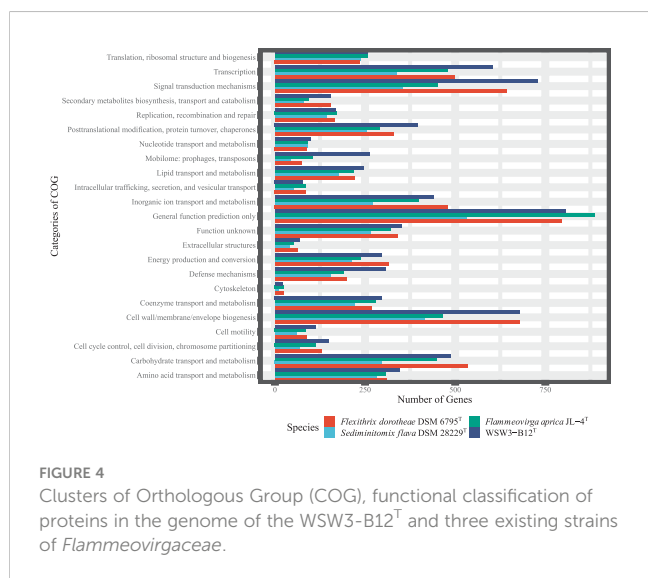 Translation, ribosomal structure and biogenesis
Transcription
Signal transduction mechanisms
Secondary metabolites biosynthesis, transport and catabolism
Replication, recombination and repair
Posttranslational modification, protein turnover, chaperones
Nucleotide transport and metabolism
Mobilome: prophages, transposons
Lipid transport and metabolism
Intracellular trafficking, secretion, and vesicular transport
Inorganic ion transport and metabolism
General function prediction only
Function unknown
Extracellular structures
Energy production and conversion
Defense mechanisms
Cytoskeleton
Coenzyme transport and metabolism
Cell wall/membrane/envelope biogenesis
Cell motility
Cell cycle control, cell division, chromosome partitioning
Carbohydrate transport and metabolism
Amino acid transport and metabolism
Categories of COG
0 250 500 750
Number of Genes
Species
Flexithrix dorotheae DSM 6795T Flammeovirga aprica JL-4T
Sediminitomix flava DSM 28229T WSW3-B12T
FIGURE 4
Clusters of Orthologous Group (COG), functional classification of
proteins in the genome of the WSW3-B12T and three existing strains
of Flammeovirgaceae.